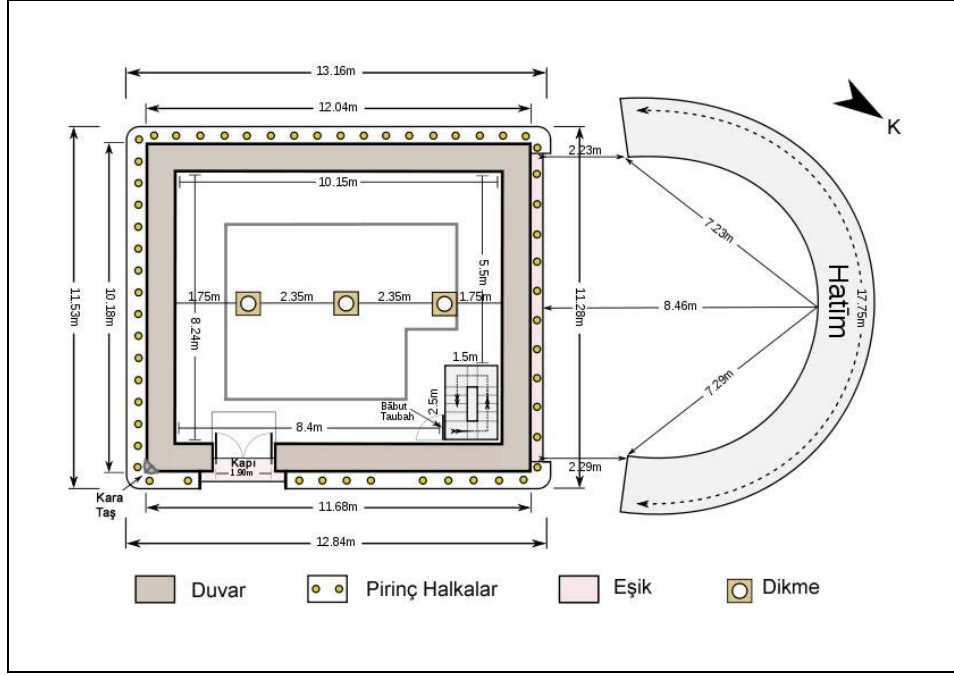 13.16m
12.04m
K
2.23m
10.15m
7.23m
5.5m
1.75m
2.35m
2.35m
1.75m
11.53m
10.18m
8.24m
11.28m
8.46m
Hatīm
17.75m
1.5m
2.5m
7.29m
Bābut
Taubah
8.4m
Kapı
1.90m
2.29m
Kara
Taş
11.68m
12.84m
Duvar
Pirinç Halkalar
Eşik
Dikme